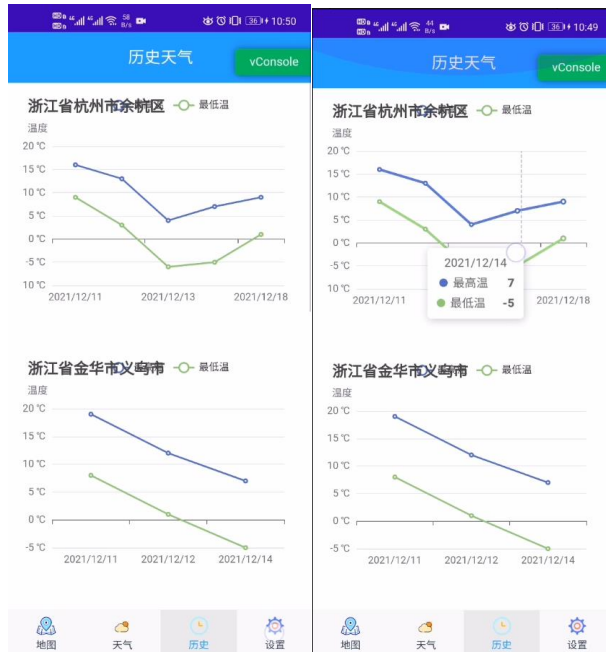 58
B/s
36
10:50
历史天气
vConsole
浙江省杭州市余杭区
最低温
温度
20 ℃
15 ℃
10 ℃
5 ℃
0 ℃
-5 ℃
10 ℃
2021/12/11
2021/12/13
2021/12/18
浙江省金华市义乌市
最低温
温度
20 ℃
15 ℃
10 ℃
5 ℃
0 ℃
-5 ℃
2021/12/11
2021/12/12
2021/12/14
地图
天气
历史
设置
44
B/s
36
10:49
历史天气
vConsole
浙江省杭州市余杭区
最低温
温度
20 ℃
15 ℃
10 ℃
5 ℃
0 ℃
-5 ℃
10 ℃
2021/12/14
最高温 7
最低温 -5
2021/12/11
2021/12/18
浙江省金华市义乌市
最低温
温度
20 ℃
15 ℃
10 ℃
5 ℃
0 ℃
-5 ℃
2021/12/11
2021/12/12
2021/12/14
地图
天气
历史
设置